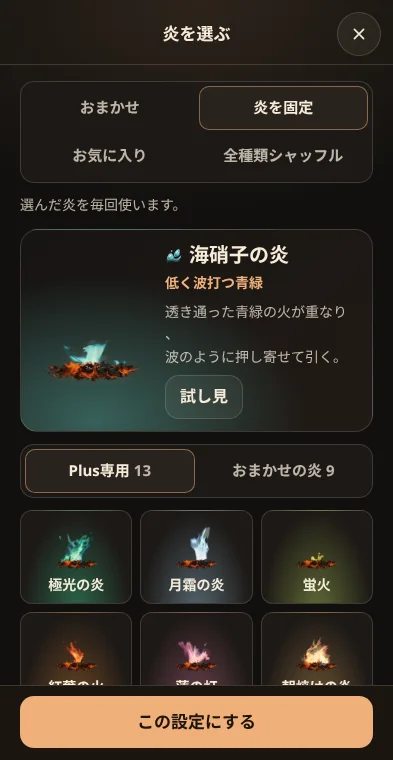 炎を選ぶ
おまかせ
炎を固定
お気に入り
全種類シャッフル
選んだ炎を毎回使います。
海硝子の炎
低く波打つ青緑
透き通った青緑の火が重なり
、
波のように押し寄せて引く。
試し見
Plus専用 13
おまかせの炎 9
極光の炎
月霜の炎
蛍火
この設定にする